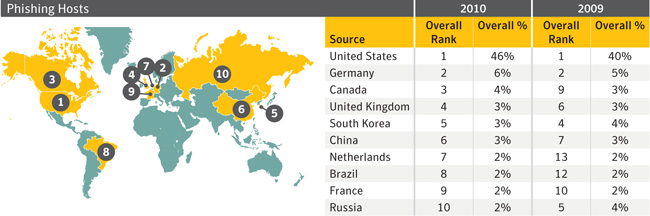 Phishing Hosts
2010 2009
Source Overall Rank Overall % Overall Rank Overall %
United States 1 46% 1 40%
Germany 2 6% 2 5%
Canada 3 4% 9 3%
United Kingdom 4 3% 6 3%
South Korea 5 3% 4 4%
China 6 3% 7 3%
Netherlands 7 2% 13 2%
Brazil 8 2% 12 2%
France 9 2% 10 2%
Russia 10 2% 5 4%
3
1
4
7
2
9
10
6
5
8